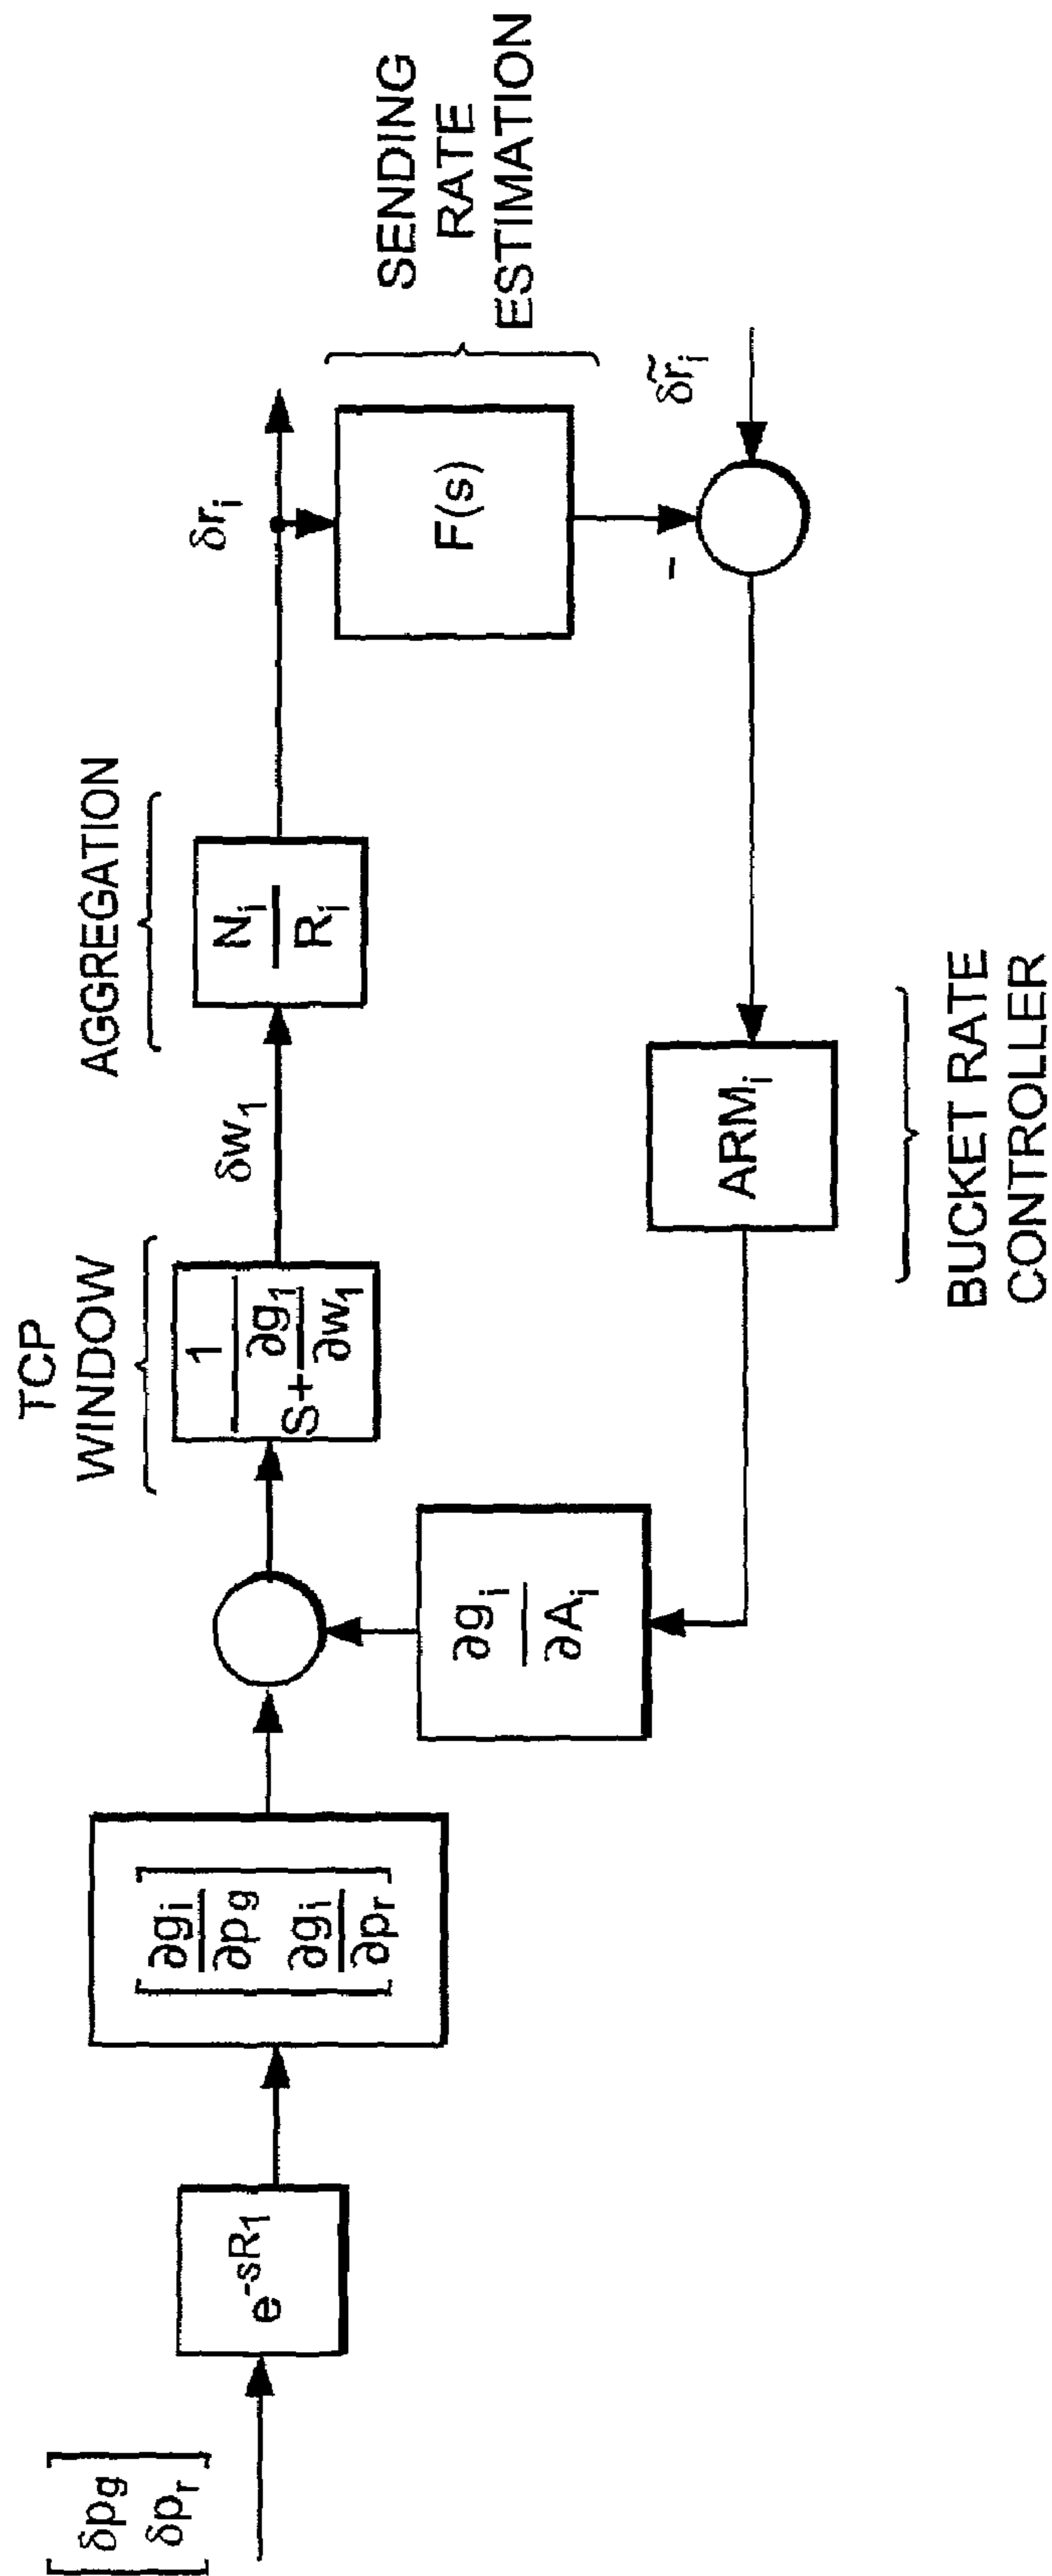 [δpg
δpr]
e^-sR1
[∂gi/∂pg ∂gi/∂pr]
∂gi/∂Ai
TCP
WINDOW
1/(S+∂g1/∂w1)
δw1
AGGREGATION
Ni/Ri
δri
F(s)
SENDING
RATE
ESTIMATION
δr̃i
-
ARMi
BUCKET RATE
CONTROLLER